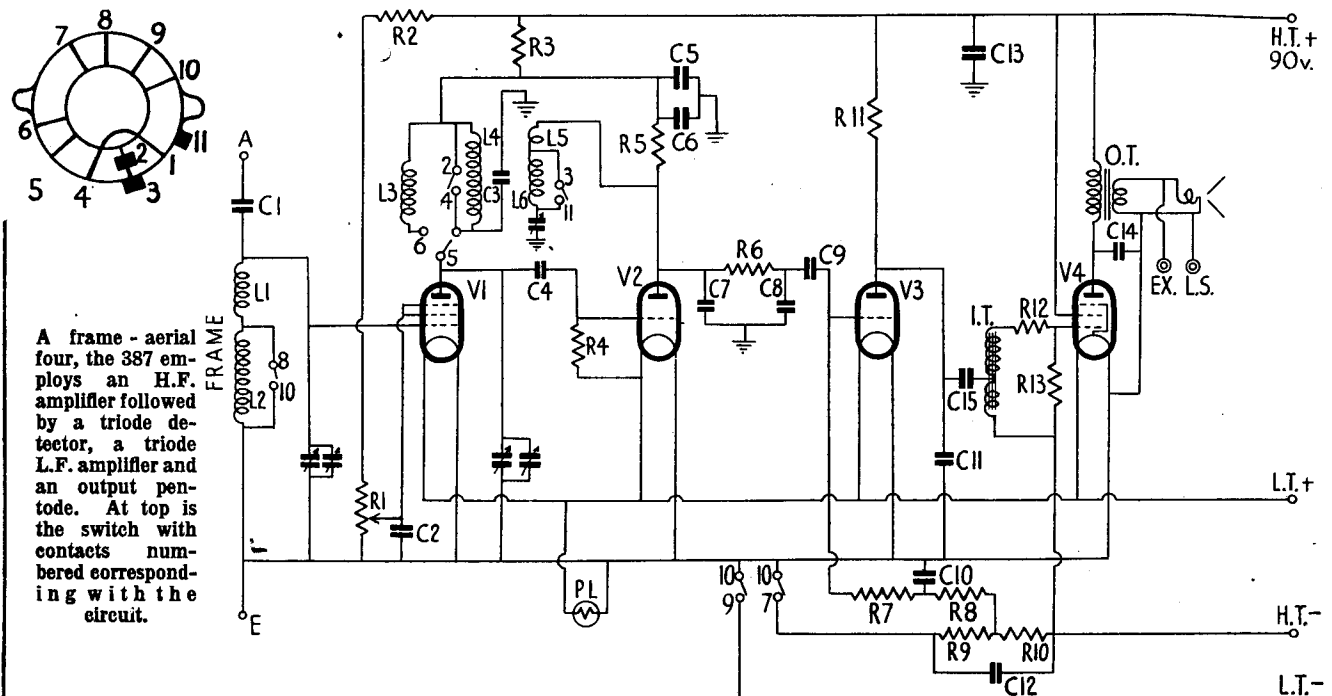 8
7
9
10
6
2
11
5
4
3
1
A
C1
L1
FRAME
L2
8
10
E
A frame - aerial
four, the 387 em-
ploys an H.F.
amplifier followed
by a triode de-
tector, a triode
L.F. amplifier and
an output pen-
tode. At top is
the switch with
contacts num-
bered correspond-
ing with the
circuit.
R2
R3
C5
C6
R5
L4
L5
L3
2
4
C3
L6
3
11
6
5
V1
C4
V2
R4
R6
C7
C8
C9
R1
C2
PL
R11
C13
V3
H.T.+
90v.
O.T.
C14
V4
EX. L.S.
I.T.
R12
R13
C15
C11
L.T.+
10
9
10
7
C10
R7
R8
R9
R10
C12
H.T.-
L.T.-